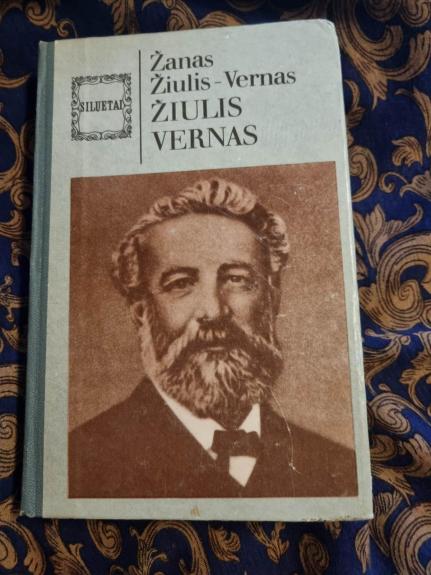 SILUETAI
Žanas
Žiulis-Vernas
ŽIULIS
VERNAS